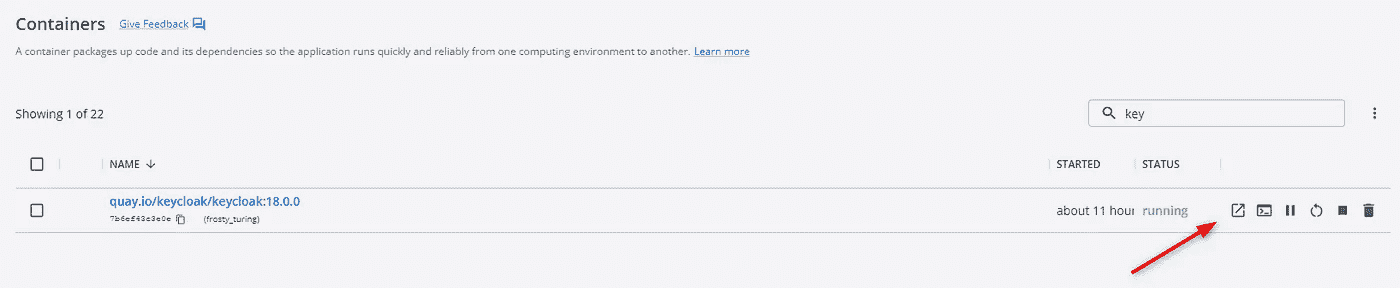 Containers Give Feedback
A container packages up code and its dependencies so the application runs quickly and reliably from one computing environment to another. Learn more
Showing 1 of 22
key
NAME STARTED STATUS
quay.io/keycloak/keycloak:18.0.0
about 11 hour running
7b6ef43c3e0e (frosty_turing)